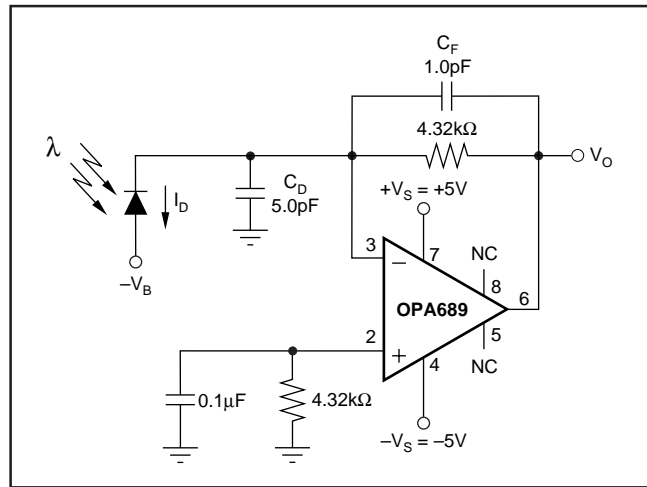 C_F
1.0pF
4.32kΩ
λ
V_O
C_D
5.0pF
+V_S = +5V
I_D
–V_B
3
7
NC
–
8
OPA689
6
2
5
+
NC
4
0.1µF
4.32kΩ
–V_S = –5V